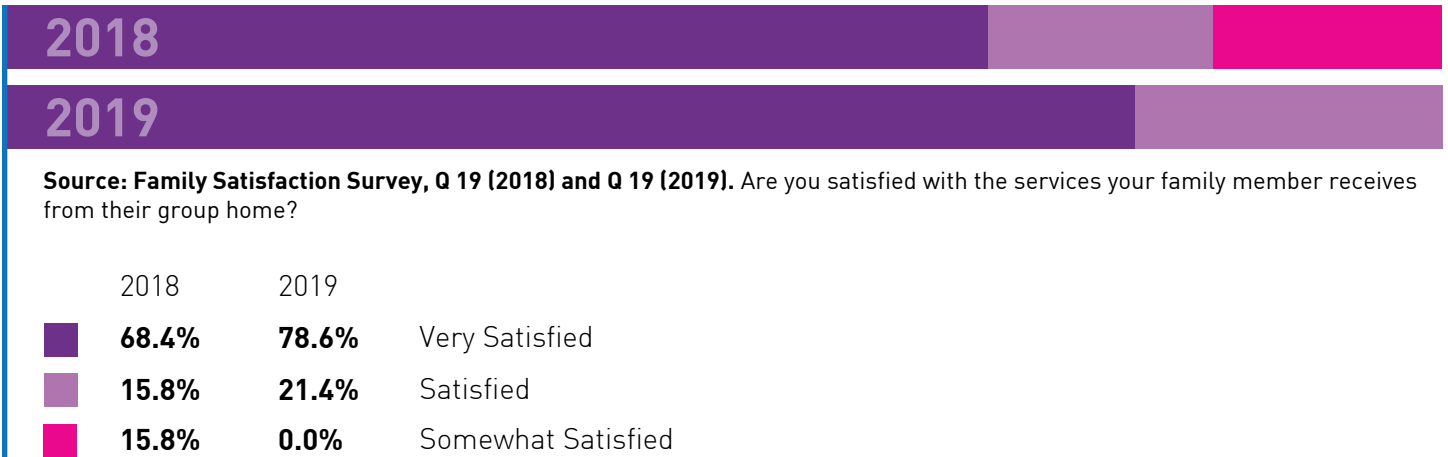 2018
2019
Source: Family Satisfaction Survey, Q 19 (2018) and Q 19 (2019). Are you satisfied with the services your family member receives
from their group home?
2018 2019
68.4% 78.6% Very Satisfied
15.8% 21.4% Satisfied
15.8% 0.0% Somewhat Satisfied